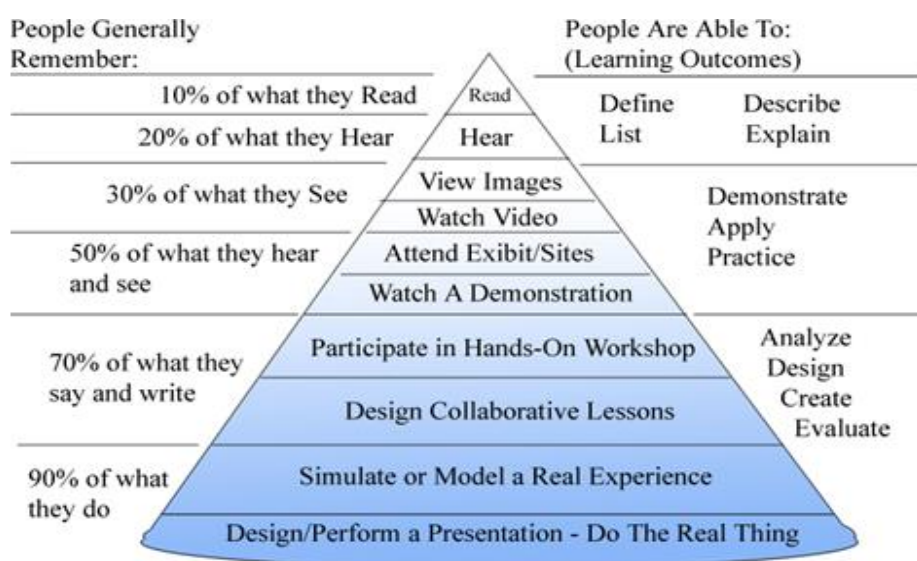 People Generally
Remember:
10% of what they Read
20% of what they Hear
30% of what they See
50% of what they hear
and see
70% of what they
say and write
90% of what
they do
Read
Hear
View Images
Watch Video
Attend Exibit/Sites
Watch A Demonstration
Participate in Hands-On Workshop
Design Collaborative Lessons
Simulate or Model a Real Experience
Design/Perform a Presentation - Do The Real Thing
People Are Able To:
(Learning Outcomes)
Define Describe
List Explain
Demonstrate
Apply
Practice
Analyze
Design
Create
Evaluate